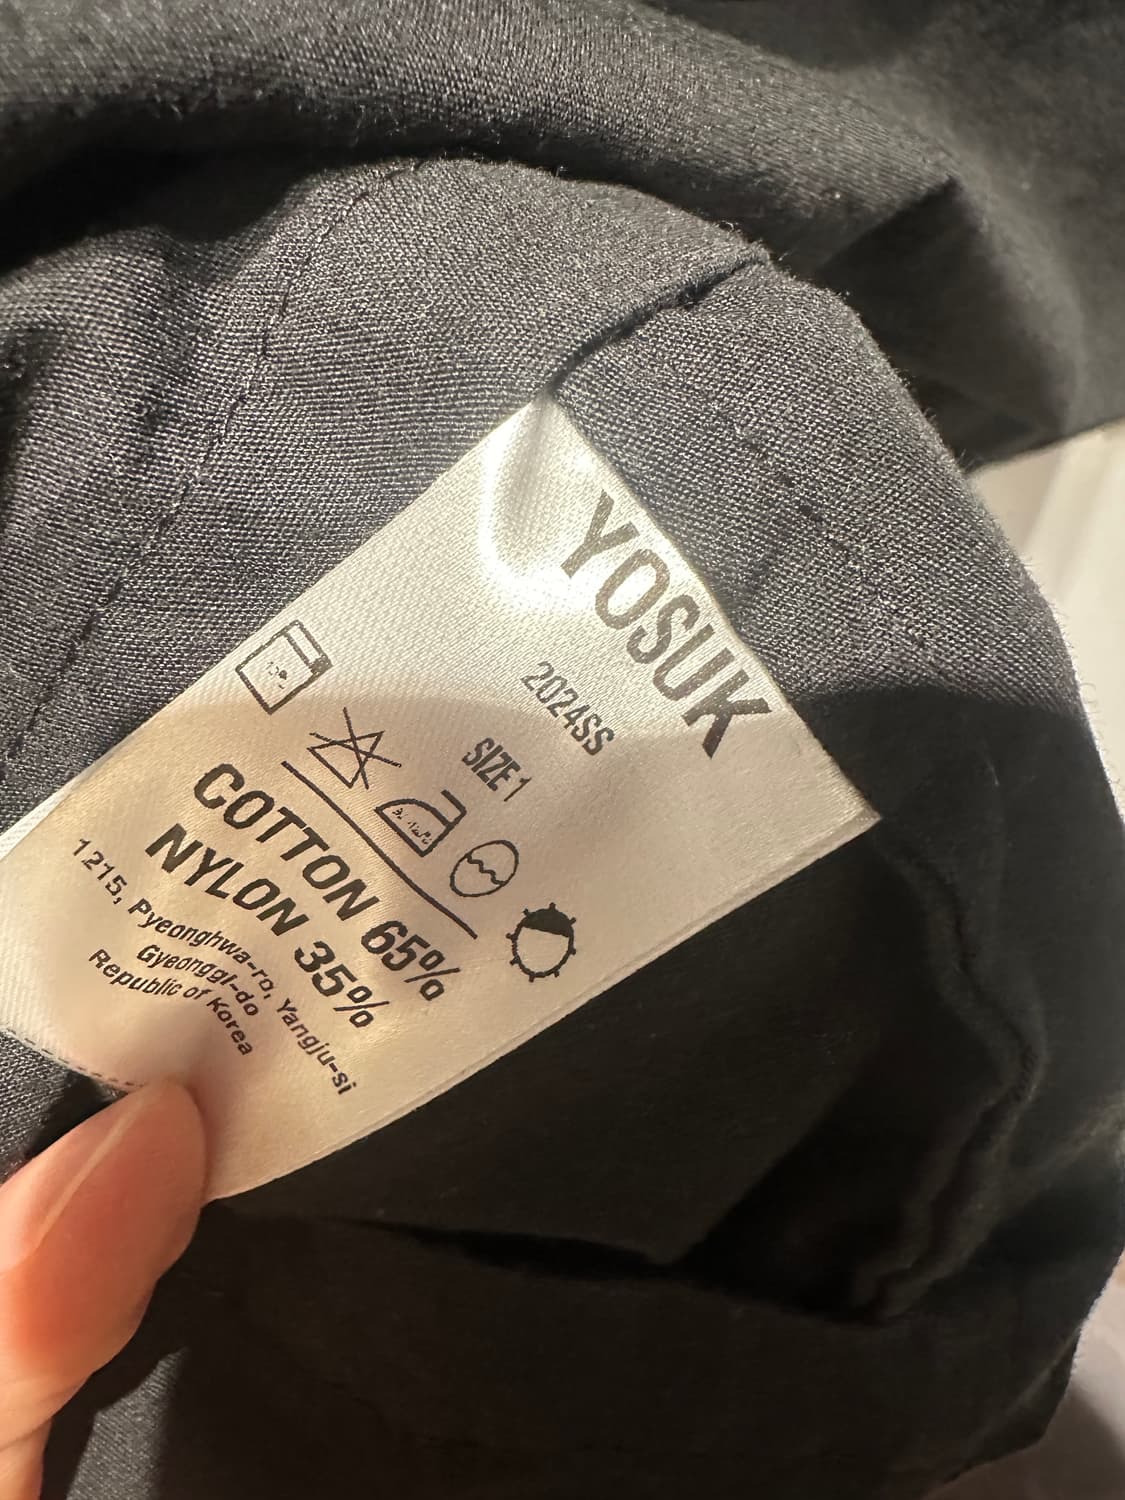 YOSUK
2024SS
SIZE 1
COTTON 65%
NYLON 35%
1215, Pyeonghwa-ro, Yangju-si
Gyeonggi-do
Republic of Korea